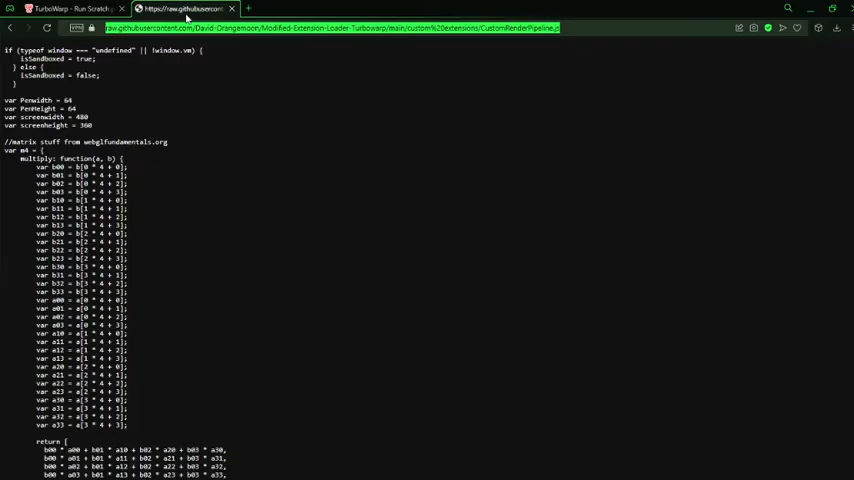 TurboWarp - Run Scratch p
https://raw.githubusercont
VPN
raw.githubusercontent.com/David-Orangemoon/Modified-Extension-Loader-Turbowarp/main/custom%20extensions/CustomRenderPipeline.js
if (typeof window === "undefined" || !window.vm) {
isSandboxed = true;
} else {
isSandboxed = false;
}
var Penwidth = 64
var PenHeight = 64
var screenwidth = 480
var screenheight = 360
//matrix stuff from webglfundamentals.org
var m4 = {
multiply: function(a, b) {
var b00 = b[0 * 4 + 0];
var b01 = b[0 * 4 + 1];
var b02 = b[0 * 4 + 2];
var b03 = b[0 * 4 + 3];
var b10 = b[1 * 4 + 0];
var b11 = b[1 * 4 + 1];
var b12 = b[1 * 4 + 2];
var b13 = b[1 * 4 + 3];
var b20 = b[2 * 4 + 0];
var b21 = b[2 * 4 + 1];
var b22 = b[2 * 4 + 2];
var b23 = b[2 * 4 + 3];
var b30 = b[3 * 4 + 0];
var b31 = b[3 * 4 + 1];
var b32 = b[3 * 4 + 2];
var b33 = b[3 * 4 + 3];
var a00 = a[0 * 4 + 0];
var a01 = a[0 * 4 + 1];
var a02 = a[0 * 4 + 2];
var a03 = a[0 * 4 + 3];
var a10 = a[1 * 4 + 0];
var a11 = a[1 * 4 + 1];
var a12 = a[1 * 4 + 2];
var a13 = a[1 * 4 + 3];
var a20 = a[2 * 4 + 0];
var a21 = a[2 * 4 + 1];
var a22 = a[2 * 4 + 2];
var a23 = a[2 * 4 + 3];
var a30 = a[3 * 4 + 0];
var a31 = a[3 * 4 + 1];
var a32 = a[3 * 4 + 2];
var a33 = a[3 * 4 + 3];
return [
b00 * a00 + b01 * a10 + b02 * a20 + b03 * a30,
b00 * a01 + b01 * a11 + b02 * a21 + b03 * a31,
b00 * a02 + b01 * a12 + b02 * a22 + b03 * a32,
b00 * a03 + b01 * a13 + b02 * a23 + b03 * a33,